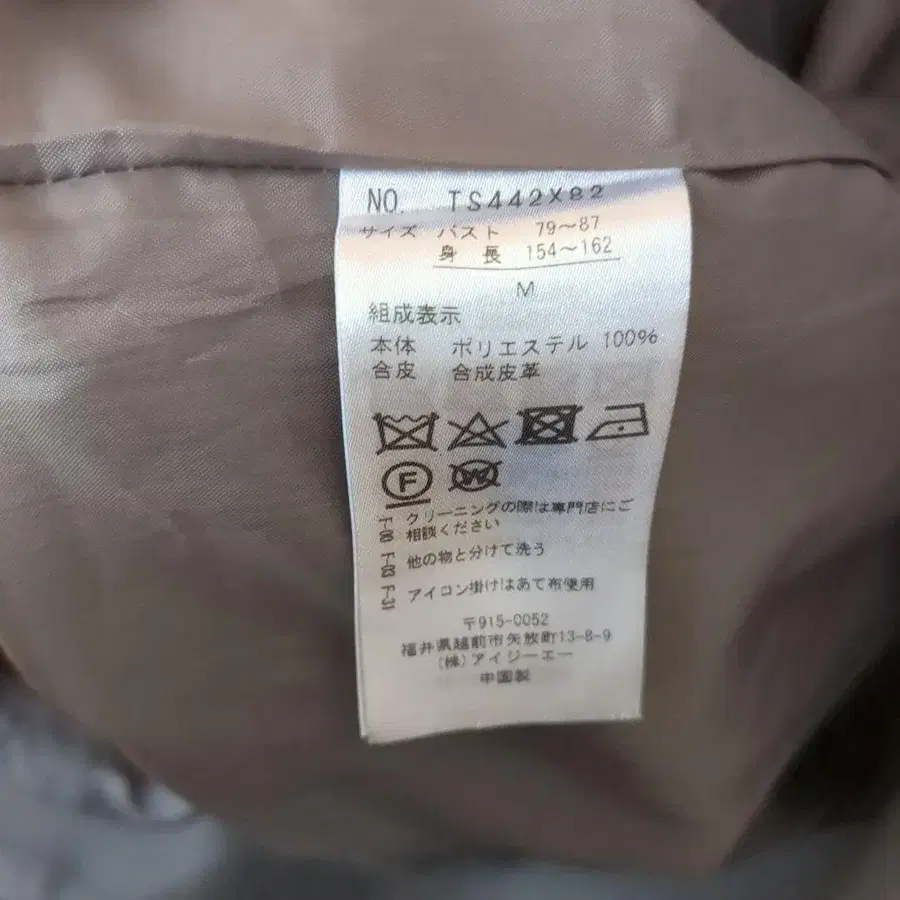 NO. TS442X82
サイズ バスト 79～87
身 長 154～162
M
組成表示
本体 ポリエステル 100%
合皮 合成皮革
F W
F-08 クリーニングの際は専門店にご
相談ください
F-03 他の物と分けて洗う
F-31 アイロン掛けはあて布使用
〒915-0052
福井県越前市矢放町13-8-9
(株)アイジーエー
中国製